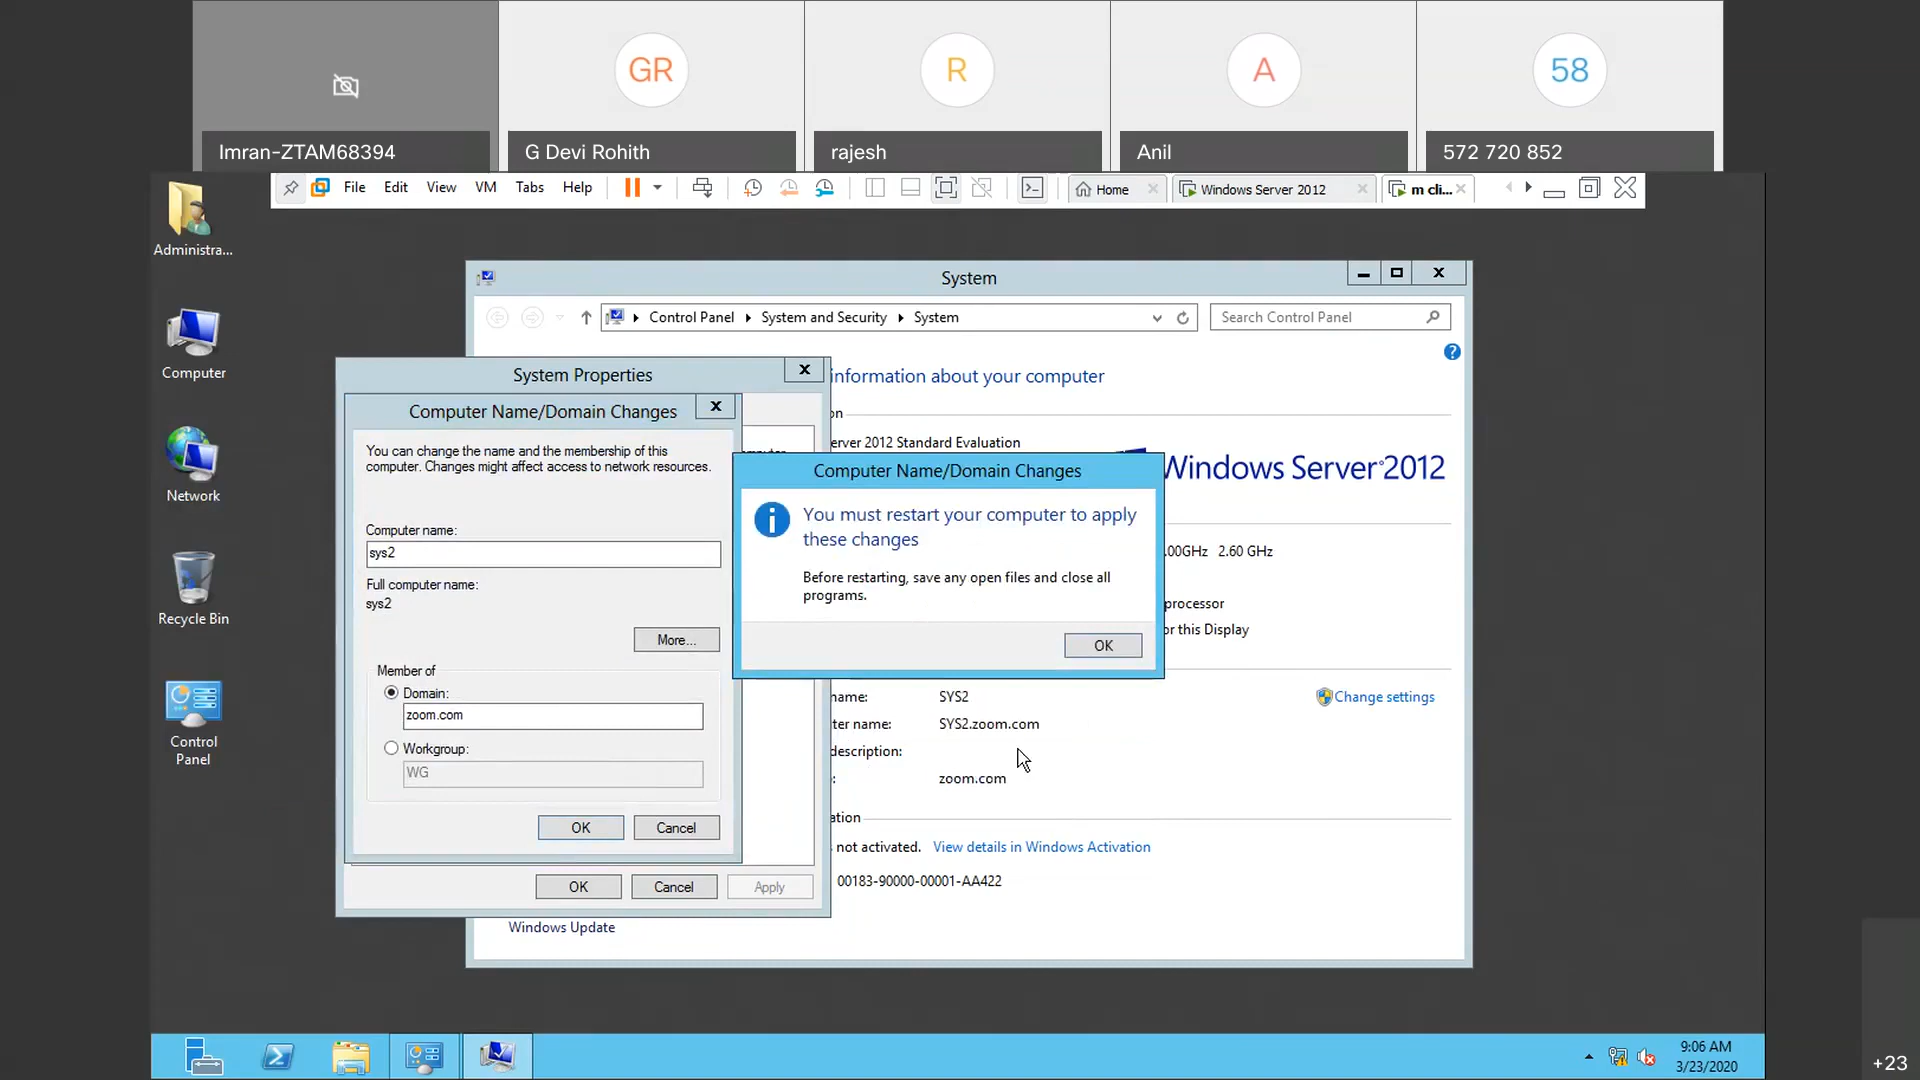 GR
R
A
58
Imran-ZTAM68394
G Devi Rohith
rajesh
Anil
572 720 852
File Edit View VM Tabs Help
Home
Windows Server 2012
m cli...
Administra...
Computer
Network
Recycle Bin
Control
Panel
System
Control Panel System and Security System
Search Control Panel
information about your computer
on
erver 2012 Standard Evaluation
Windows Server 2012
.00GHz 2.60 GHz
processor
or this Display
name: SYS2
Change settings
ter name: SYS2.zoom.com
description:
: zoom.com
ation
not activated. View details in Windows Activation
00183-90000-00001-AA422
Windows Update
System Properties
OK
Cancel
Apply
Computer Name/Domain Changes
You can change the name and the membership of this
computer. Changes might affect access to network resources.
Computer name:
sys2
Full computer name:
sys2
More...
Member of
Domain:
zoom.com
Workgroup:
WG
OK
Cancel
Computer Name/Domain Changes
You must restart your computer to apply
these changes
Before restarting, save any open files and close all
programs.
OK
9:06 AM
3/23/2020
+23